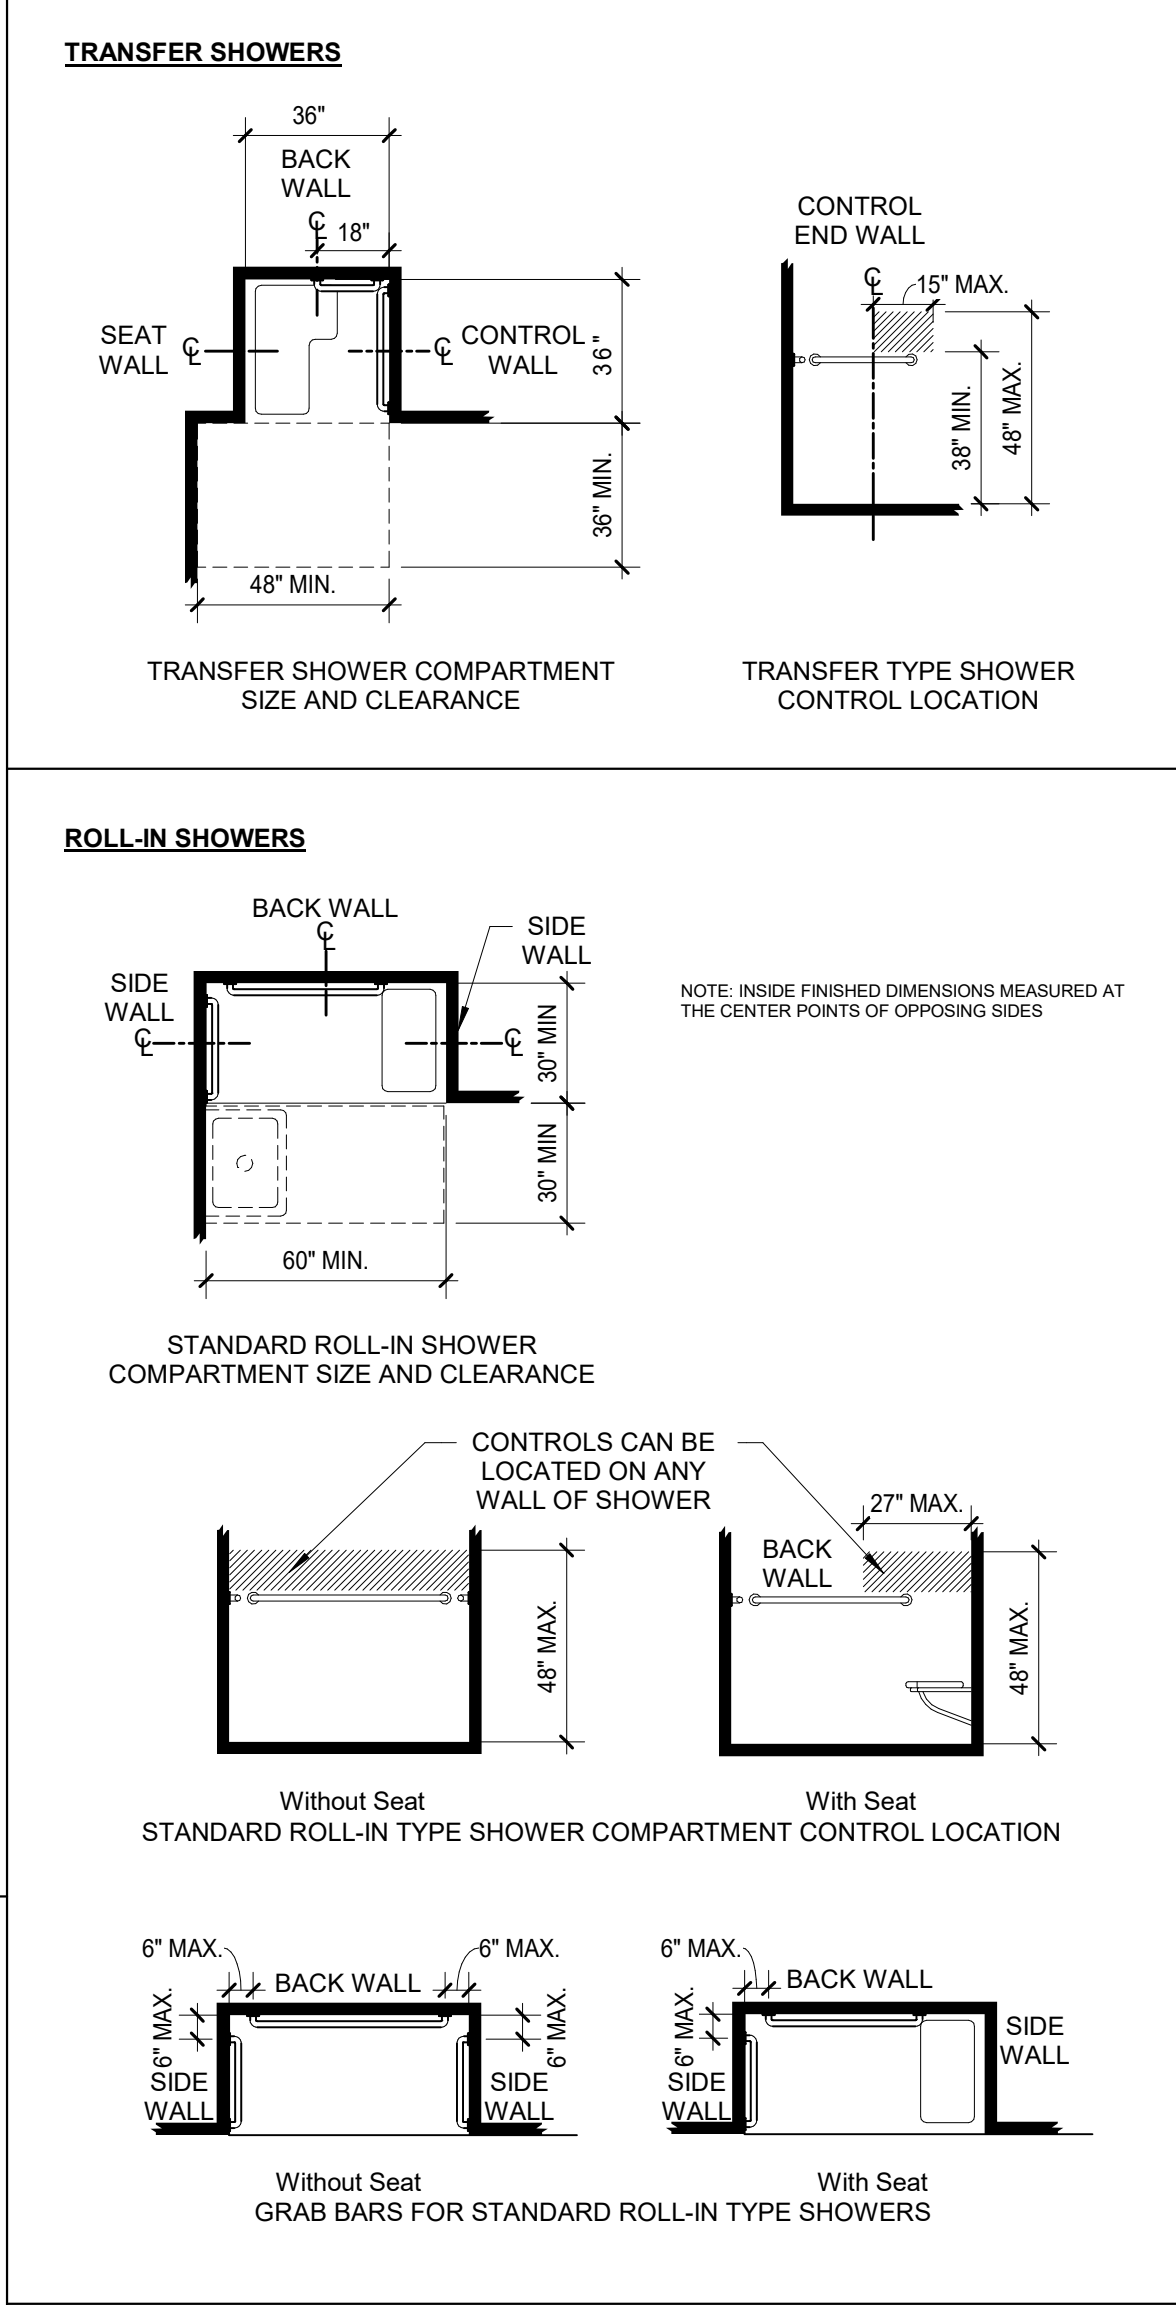 TRANSFER SHOWERS
36"
BACK
WALL
℄
18"
SEAT
WALL
℄
℄
CONTROL
WALL
36"
36" MIN.
48" MIN.
TRANSFER SHOWER COMPARTMENT
SIZE AND CLEARANCE
CONTROL
END WALL
℄
15" MAX.
38" MIN.
48" MAX.
TRANSFER TYPE SHOWER
CONTROL LOCATION
ROLL-IN SHOWERS
BACK WALL
℄
SIDE
WALL
SIDE
WALL
℄
℄
30" MIN
30" MIN
60" MIN.
NOTE: INSIDE FINISHED DIMENSIONS MEASURED AT
THE CENTER POINTS OF OPPOSING SIDES
STANDARD ROLL-IN SHOWER
COMPARTMENT SIZE AND CLEARANCE
CONTROLS CAN BE
LOCATED ON ANY
WALL OF SHOWER
48" MAX.
27" MAX.
BACK
WALL
48" MAX.
Without Seat
With Seat
STANDARD ROLL-IN TYPE SHOWER COMPARTMENT CONTROL LOCATION
6" MAX.
BACK WALL
6" MAX.
6" MAX.
6" MAX.
SIDE
WALL
SIDE
WALL
6" MAX.
BACK WALL
6" MAX.
SIDE
WALL
SIDE
WALL
Without Seat
With Seat
GRAB BARS FOR STANDARD ROLL-IN TYPE SHOWERS